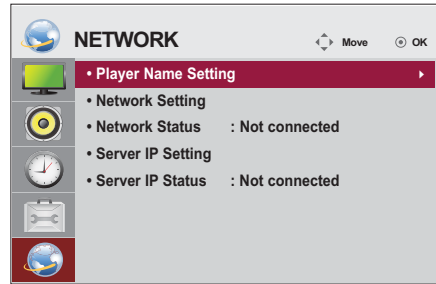 NETWORK
Move
OK
• Player Name Setting
• Network Setting
• Network Status : Not connected
• Server IP Setting
• Server IP Status : Not connected